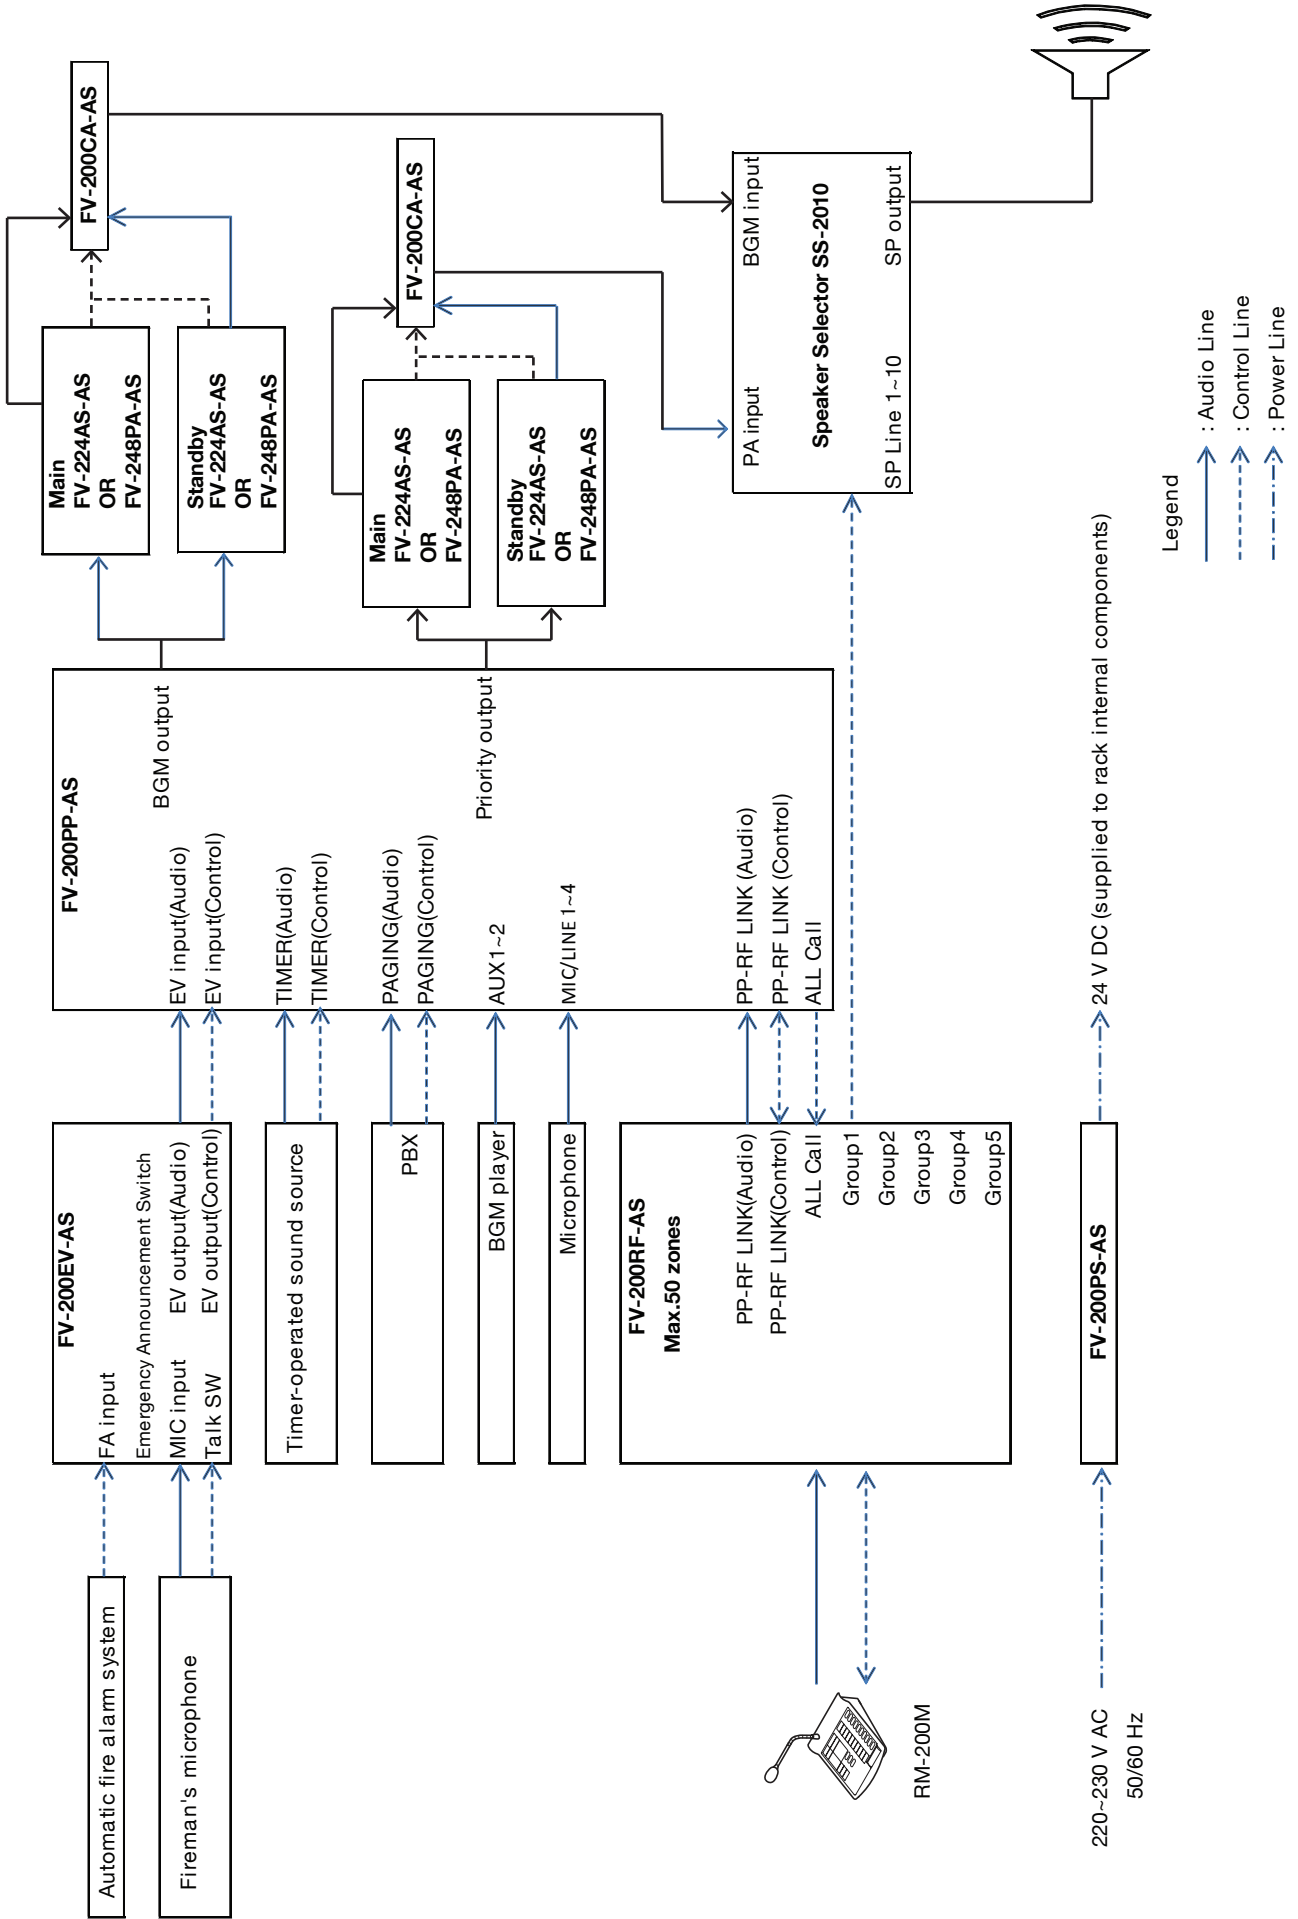 Automatic fire alarm system
Fireman's microphone
FV-200EV-AS
FA input
Emergency Announcement Switch
MIC input
EV output(Audio)
Talk SW
EV output(Control)
Timer-operated sound source
PBX
BGM player
Microphone
FV-200RF-AS
Max.50 zones
PP-RF LINK(Audio)
PP-RF LINK(Control)
ALL Call
Group1
Group2
Group3
Group4
Group5
RM-200M
220~230 V AC
50/60 Hz
FV-200PS-AS
24 V DC (supplied to rack internal components)
FV-200PP-AS
EV input(Audio)
EV input(Control)
TIMER(Audio)
TIMER(Control)
PAGING(Audio)
PAGING(Control)
AUX1~2
MIC/LINE 1~4
PP-RF LINK (Audio)
PP-RF LINK (Control)
ALL Call
BGM output
Priority output
Main
FV-224AS-AS
OR
FV-248PA-AS
Standby
FV-224AS-AS
OR
FV-248PA-AS
FV-200CA-AS
Main
FV-224AS-AS
OR
FV-248PA-AS
Standby
FV-224AS-AS
OR
FV-248PA-AS
FV-200CA-AS
PA input
BGM input
Speaker Selector SS-2010
SP Line 1~10
SP output
Legend
: Audio Line
: Control Line
: Power Line